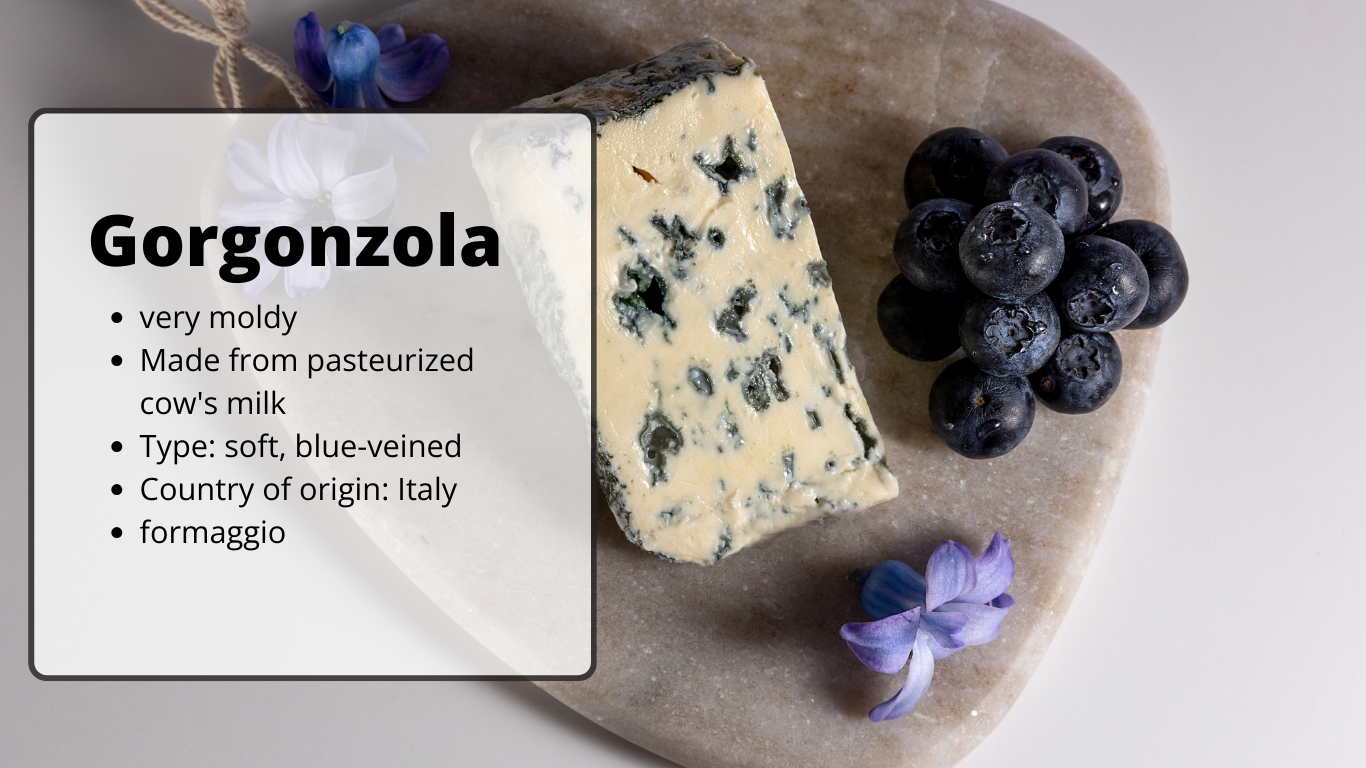 Gorgonzola
• very moldy
• Made from pasteurized
cow's milk
• Type: soft, blue-veined
• Country of origin: Italy
• formaggio